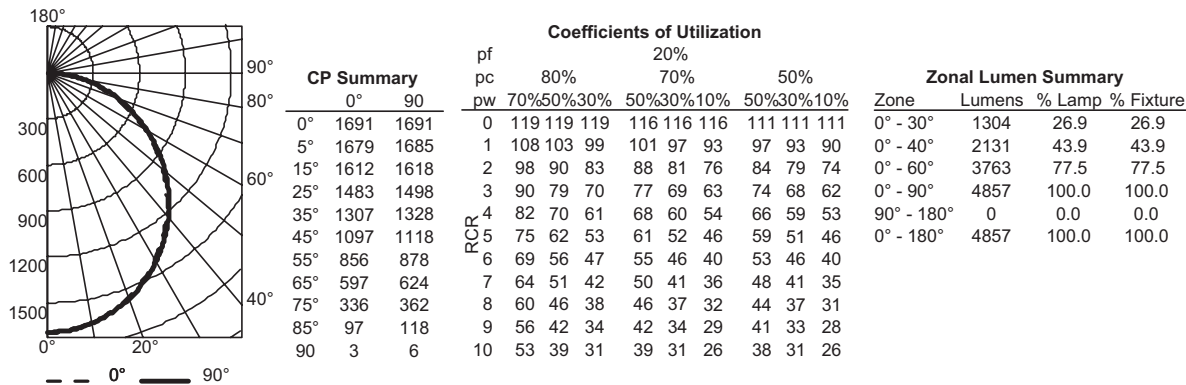 180°
90°
80°
60°
40°
300
600
900
1200
1500
0°
20°
0° 90°
CP Summary
0° 90
0° 1691 1691
5° 1679 1685
15° 1612 1618
25° 1483 1498
35° 1307 1328
45° 1097 1118
55° 856 878
65° 597 624
75° 336 362
85° 97 118
90 3 6
Coefficients of Utilization
pf 20%
pc 80% 70% 50%
pw 70%50%30% 50%30%10% 50%30%10%
RCR
0 119 119 119 116 116 116 111 111 111
1 108 103 99 101 97 93 97 93 90
2 98 90 83 88 81 76 84 79 74
3 90 79 70 77 69 63 74 68 62
4 82 70 61 68 60 54 66 59 53
5 75 62 53 61 52 46 59 51 46
6 69 56 47 55 46 40 53 46 40
7 64 51 42 50 41 36 48 41 35
8 60 46 38 46 37 32 44 37 31
9 56 42 34 42 34 29 41 33 28
10 53 39 31 39 31 26 38 31 26
Zonal Lumen Summary
Zone Lumens % Lamp % Fixture
0° - 30° 1304 26.9 26.9
0° - 40° 2131 43.9 43.9
0° - 60° 3763 77.5 77.5
0° - 90° 4857 100.0 100.0
90° - 180° 0 0.0 0.0
0° - 180° 4857 100.0 100.0